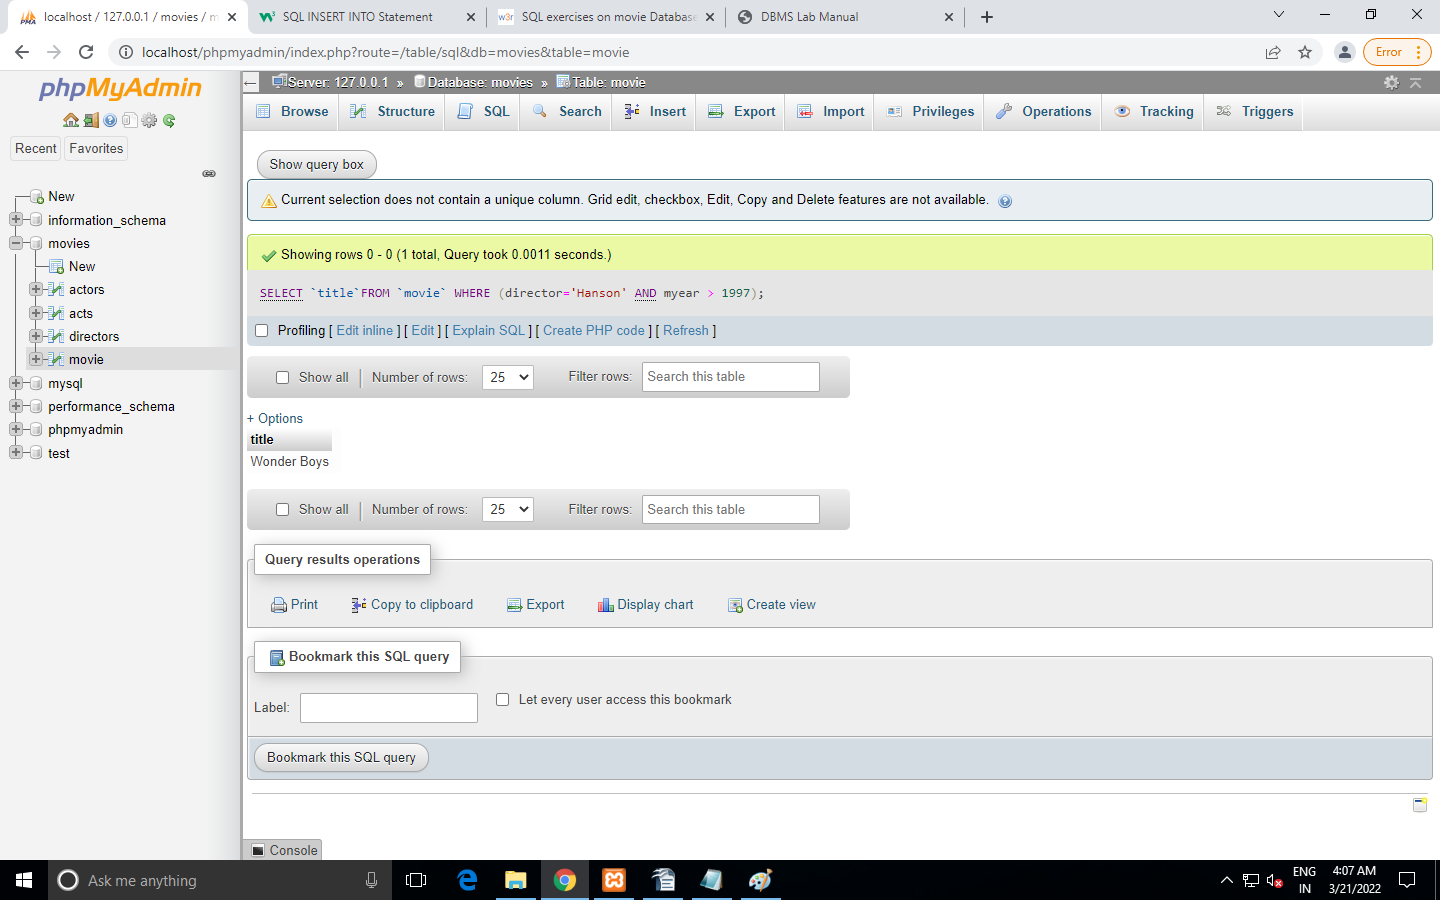 localhost / 127.0.0.1 / movies / m
SQL INSERT INTO Statement
w3r
SQL exercises on movie Databas
DBMS Lab Manual
localhost/phpmyadmin/index.php?route=/table/sql&db=movies&table=movie
Error
phpMyAdmin
Recent
Favorites
New
information_schema
movies
New
actors
acts
directors
movie
mysql
performance_schema
phpmyadmin
test
Server: 127.0.0.1 » Database: movies » Table: movie
Browse
Structure
SQL
Search
Insert
Export
Import
Privileges
Operations
Tracking
Triggers
Show query box
Current selection does not contain a unique column. Grid edit, checkbox, Edit, Copy and Delete features are not available.
Showing rows 0 - 0 (1 total, Query took 0.0011 seconds.)
SELECT `title`FROM `movie` WHERE (director='Hanson' AND myear > 1997);
Profiling [ Edit inline ] [ Edit ] [ Explain SQL ] [ Create PHP code ] [ Refresh ]
Show all
Number of rows:
25
Filter rows:
Search this table
+ Options
title
Wonder Boys
Show all
Number of rows:
25
Filter rows:
Search this table
Query results operations
Print
Copy to clipboard
Export
Display chart
Create view
Bookmark this SQL query
Label:
Let every user access this bookmark
Bookmark this SQL query
Console
Ask me anything
ENG
IN
4:07 AM
3/21/2022